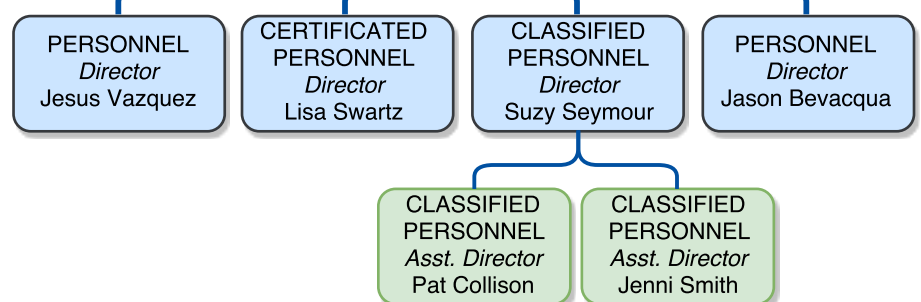 PERSONNEL
Director
Jesus Vazquez
CERTIFICATED
PERSONNEL
Director
Lisa Swartz
CLASSIFIED
PERSONNEL
Director
Suzy Seymour
PERSONNEL
Director
Jason Bevacqua
CLASSIFIED
PERSONNEL
Asst. Director
Pat Collison
CLASSIFIED
PERSONNEL
Asst. Director
Jenni Smith